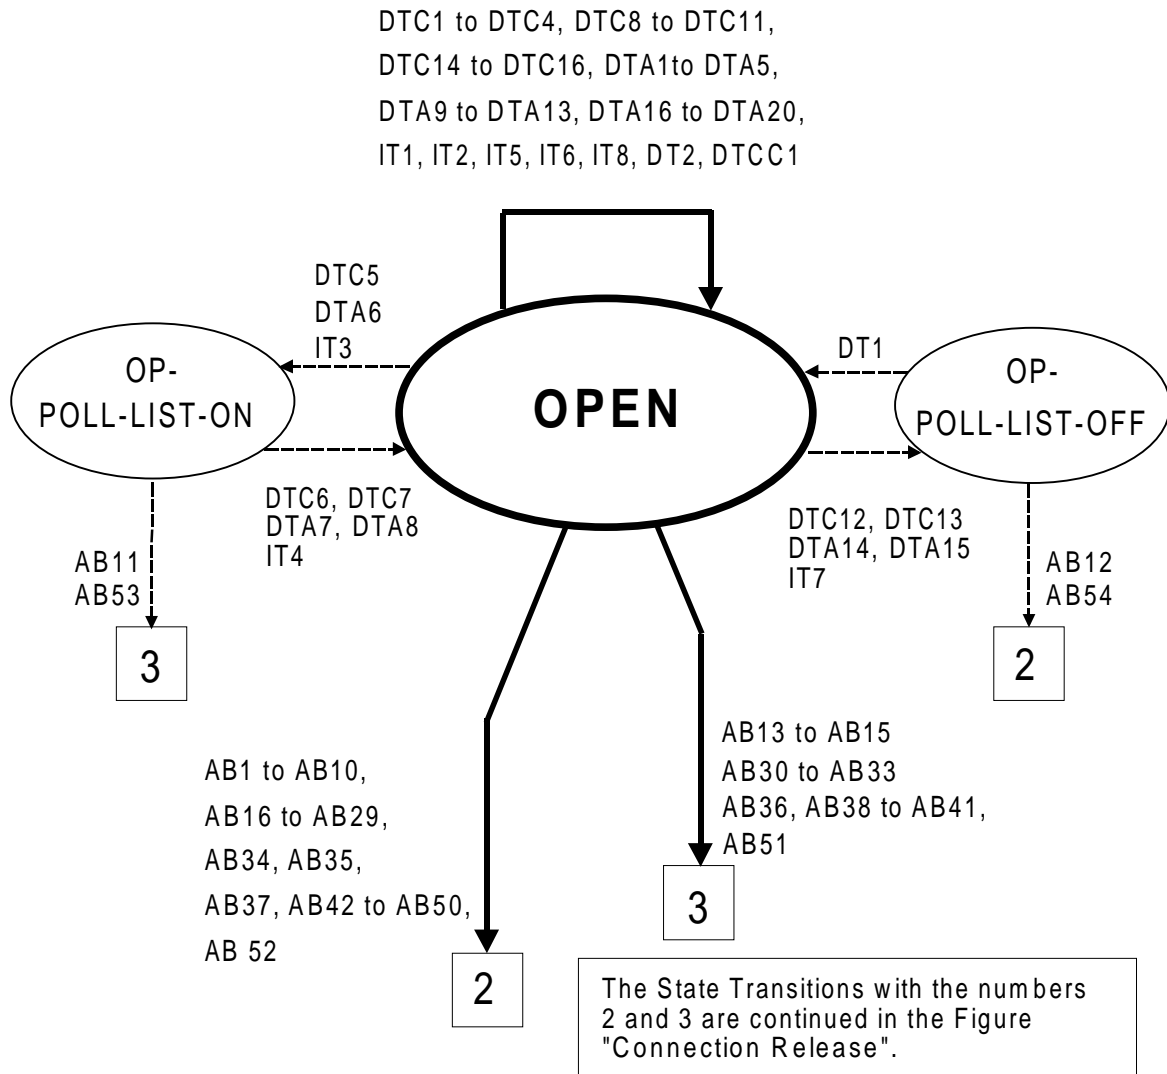 DTC1 to DTC4, DTC8 to DTC11,
DTC14 to DTC16, DTA1to DTA5,
DTA9 to DTA13, DTA16 to DTA20,
IT1, IT2, IT5, IT6, IT8, DT2, DTCC1
DTC5
DTA6
IT3
OP-
POLL-LIST-ON
OPEN
DT1
OP-
POLL-LIST-OFF
DTC6, DTC7
DTA7, DTA8
IT4
DTC12, DTC13
DTA14, DTA15
IT7
AB11
AB53
3
AB12
AB54
2
AB1 to AB10,
AB16 to AB29,
AB34, AB35,
AB37, AB42 to AB50,
AB 52
2
AB13 to AB15
AB30 to AB33
AB36, AB38 to AB41,
AB51
3
The State Transitions with the numbers
2 and 3 are continued in the Figure
"Connection Release".